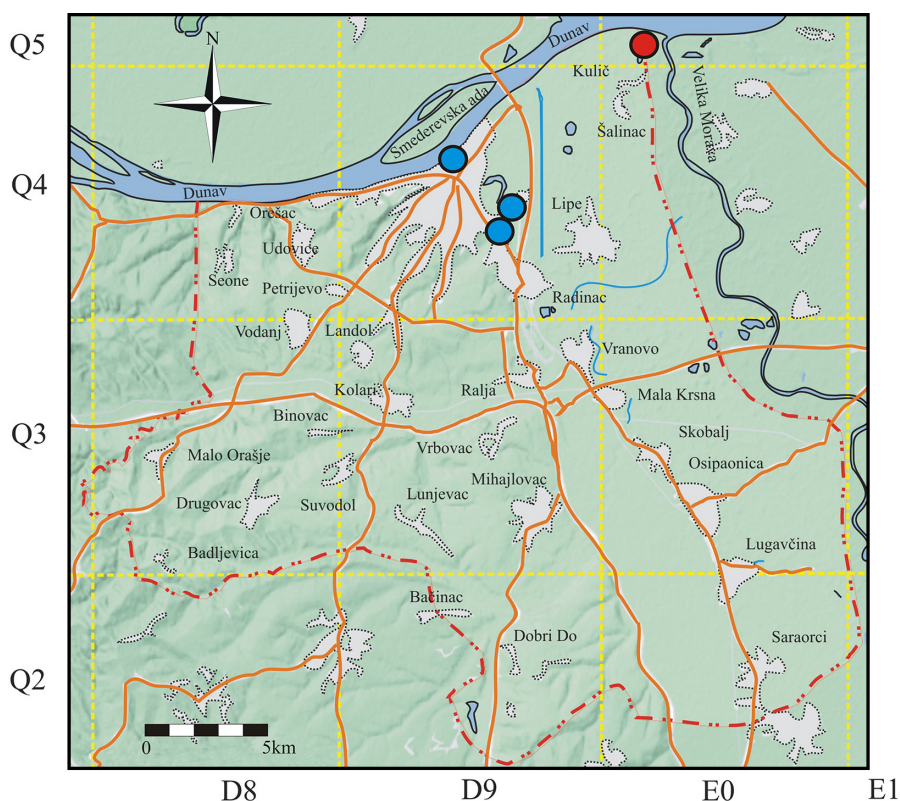 Q5
N
Dunav
Kulič
Velika Morava
Smederevska ada
Šalinac
Q4
Dunav
Orešac
Lipe
Udovice
Seone
Petrijevo
Radinac
Vodanj
Landol
Vranovo
Kolari
Ralja
Mala Krsna
Binovac
Q3
Skobalj
Vrbovac
Malo Orašje
Osipaonica
Mihajlovac
Drugovac
Suvodol
Lunjevac
Lugavčina
Badljevica
Bačinac
Dobri Do
Saraorci
Q2
0
5km
D8
D9
E0
E1